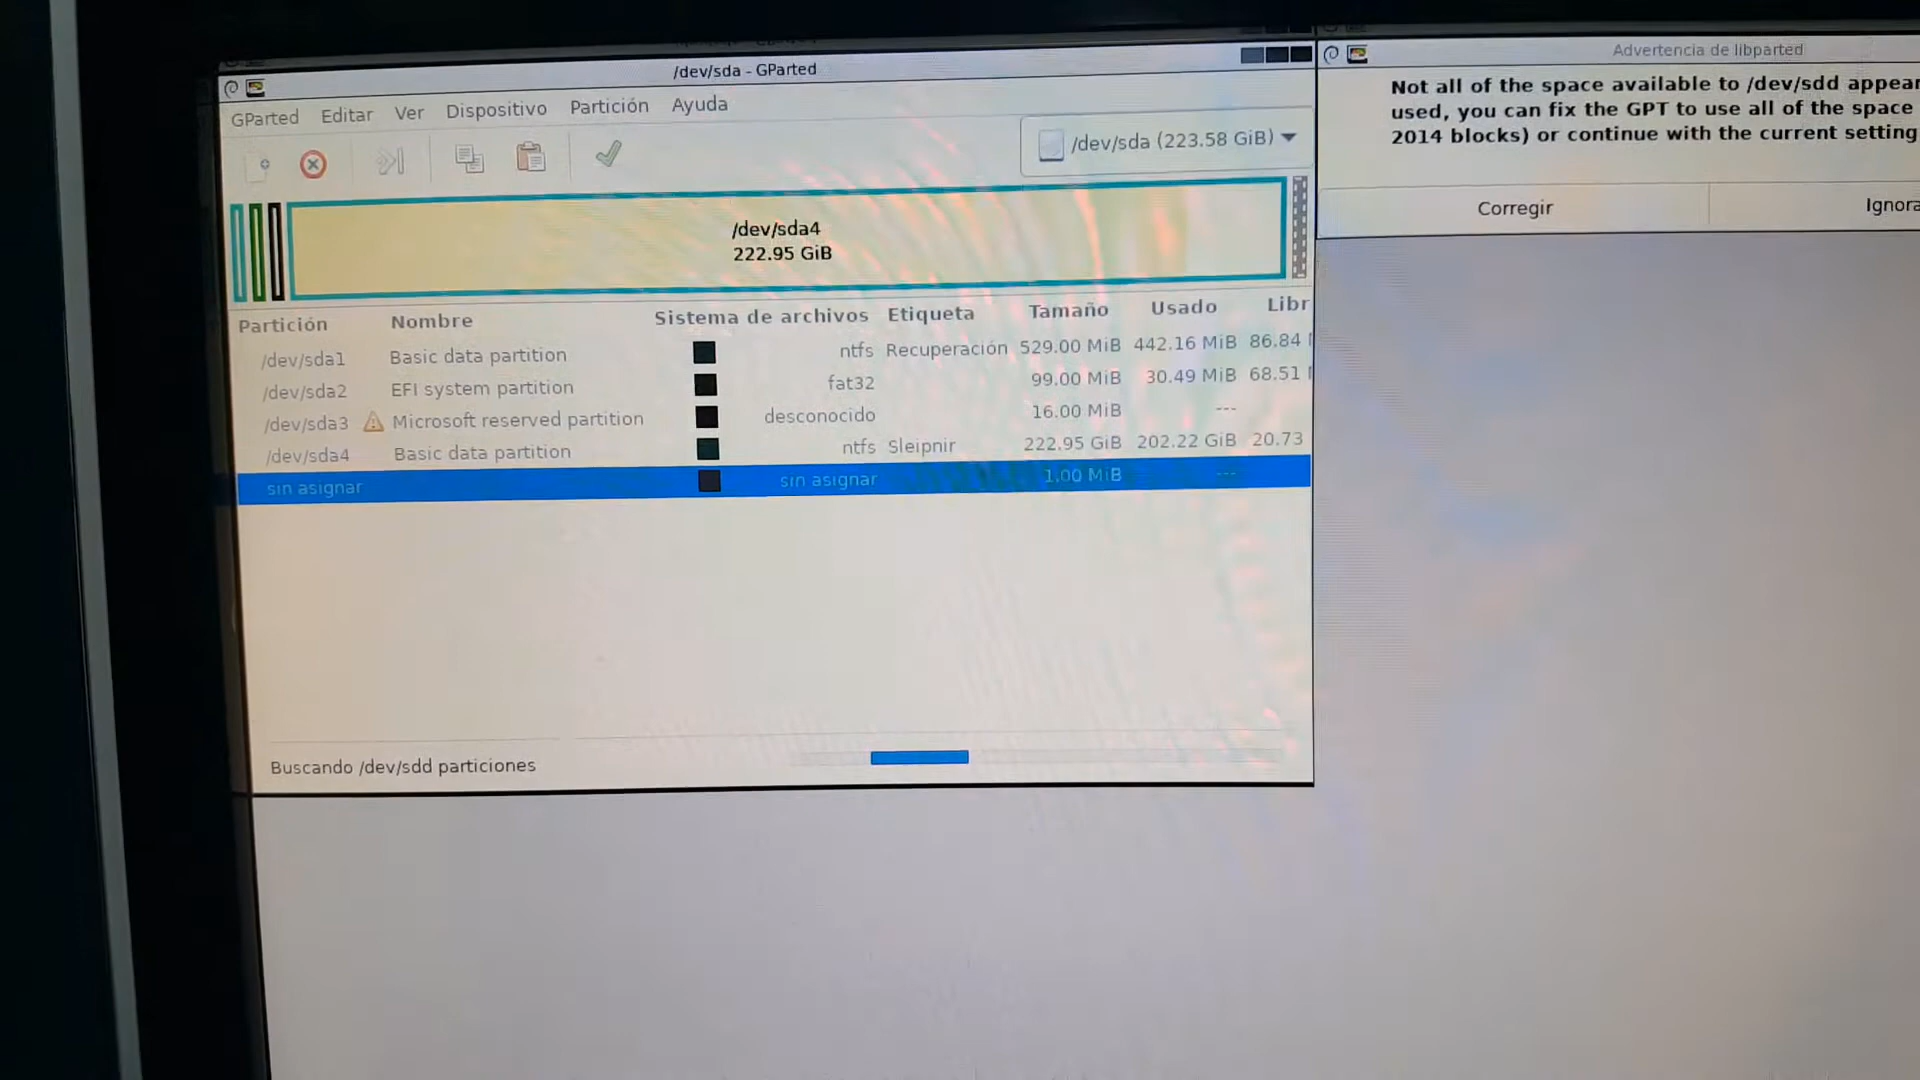 /dev/sda - GParted
GParted Editar Ver Dispositivo Partición Ayuda
/dev/sda (223.58 GiB)
/dev/sda4
222.95 GiB
Partición Nombre Sistema de archivos Etiqueta Tamaño Usado Libr
/dev/sda1 Basic data partition ntfs Recuperación 529.00 MiB 442.16 MiB 86.84
/dev/sda2 EFI system partition fat32 99.00 MiB 30.49 MiB 68.51
/dev/sda3 Microsoft reserved partition desconocido 16.00 MiB ---
/dev/sda4 Basic data partition ntfs Sleipnir 222.95 GiB 202.22 GiB 20.73
sin asignar sin asignar 1.00 MiB ---
Buscando /dev/sdd particiones
Advertencia de libparted
Not all of the space available to /dev/sdd appear
used, you can fix the GPT to use all of the space
2014 blocks) or continue with the current setting
Corregir Ignora